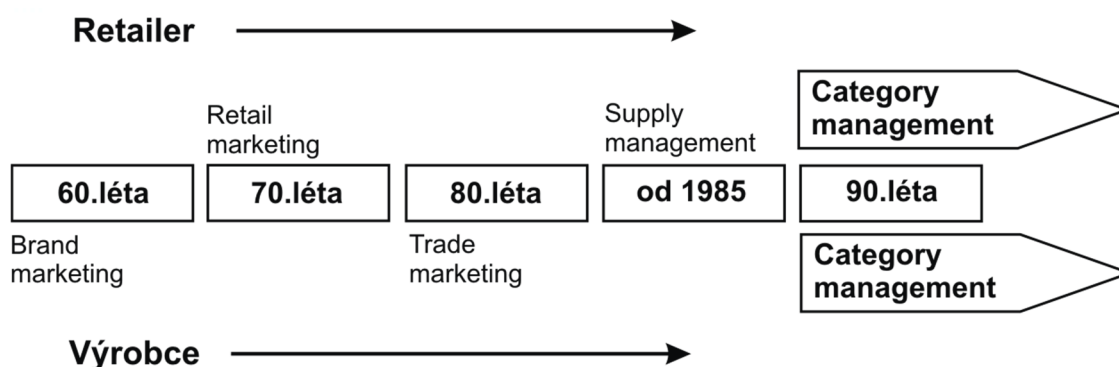 Retailer
Category
management
Retail
marketing
Supply
management
60.léta
70.léta
80.léta
od 1985
90.léta
Brand
marketing
Trade
marketing
Category
management
Výrobce